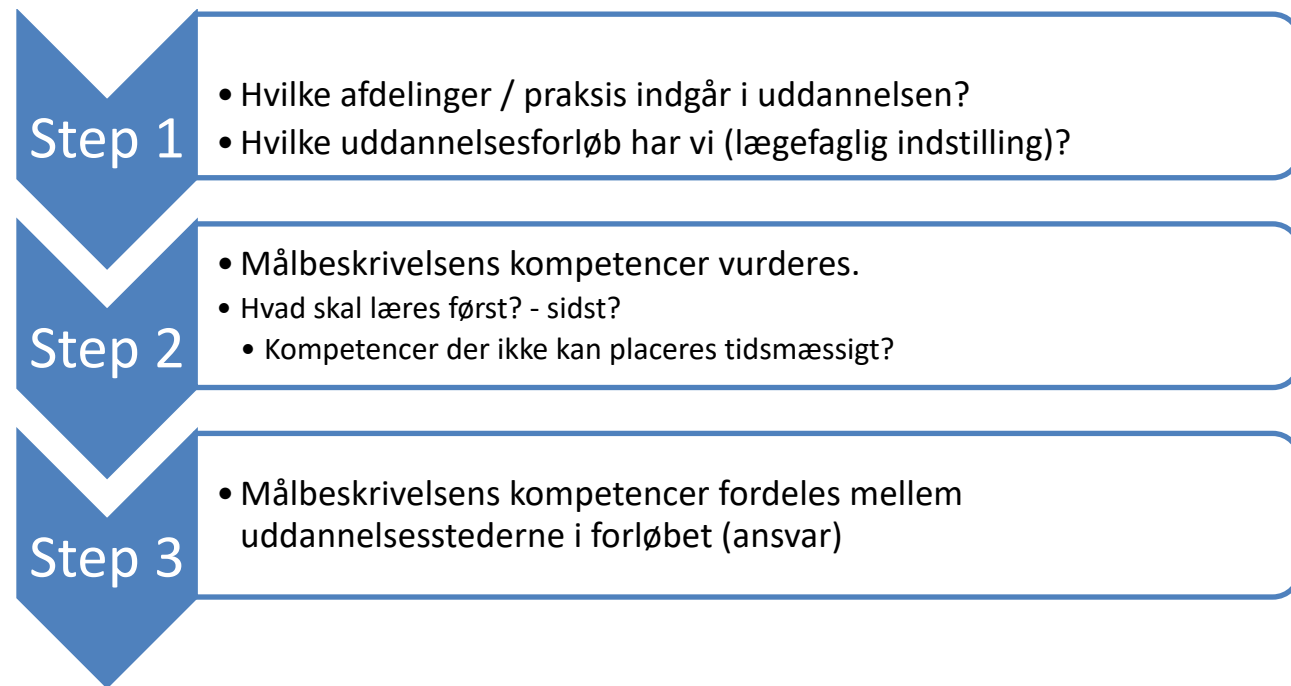 Step 1
• Hvilke afdelinger / praksis indgår i uddannelsen?
• Hvilke uddannelsesforløb har vi (lægefaglig indstilling)?
Step 2
• Målbeskrivelsens kompetencer vurderes.
• Hvad skal læres først? - sidst?
• Kompetencer der ikke kan placeres tidsmæssigt?
Step 3
• Målbeskrivelsens kompetencer fordeles mellem
uddannelsesstederne i forløbet (ansvar)